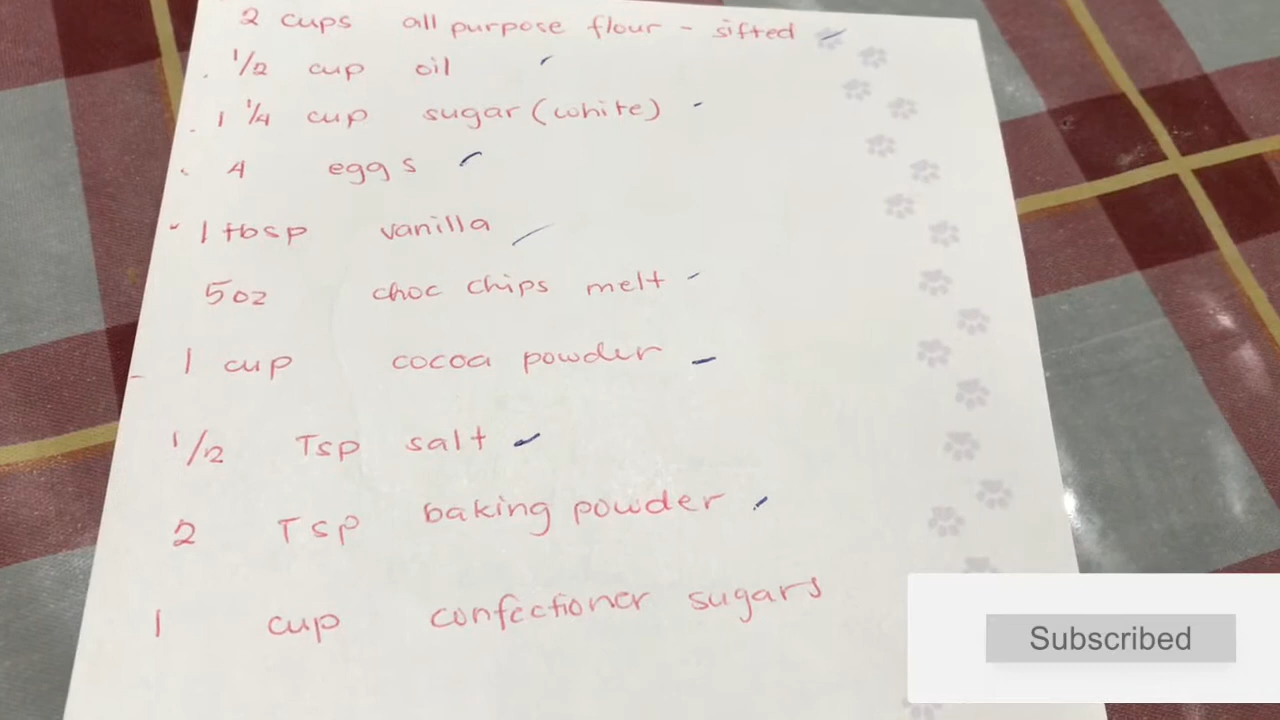 2 cups all purpose flour - sifted
1/2 cup oil
1 1/4 cup sugar (white)
4 eggs
1 tbsp vanilla
5oz choc chips melt
1 cup cocoa powder
1/2 Tsp salt
2 Tsp baking powder
1 cup confectioner sugars
Subscribed